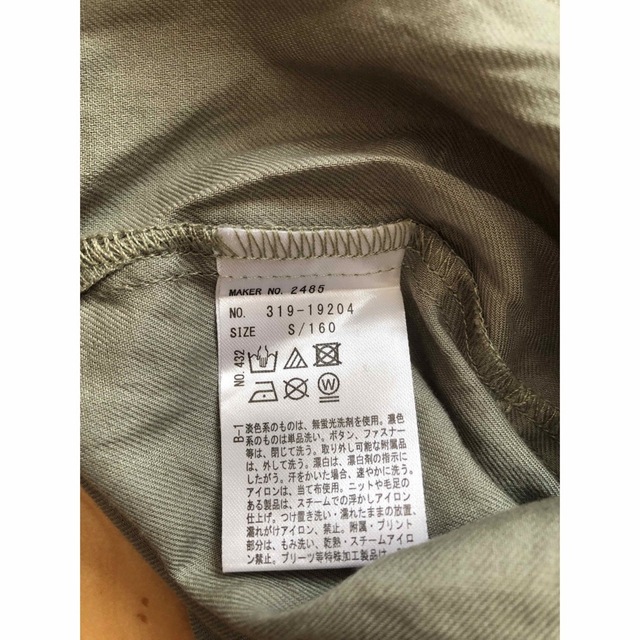 MAKER NO. 2485
NO. 319-19204
SIZE S/160
NO.432
W
B-1
淡色系のものは、無蛍光洗剤を使用。濃色
系のものは単品洗い。ボタン、ファスナー
等は、閉じて洗う。取り外し可能な附属品
は、外して洗う。漂白は、漂白剤の指示に
したがう。汗をかいた場合、速やかに洗う。
アイロンは、当て布使用。ニットや毛足の
ある製品は、スチームでの浮かしアイロン
仕上げ。つけ置き洗い・濡れたままの放置、
濡れがけアイロン、禁止。附属・プリント
部分は、もみ洗い、乾熱・スチームアイロ
ン禁止。プリーツ等特殊加工製品は、